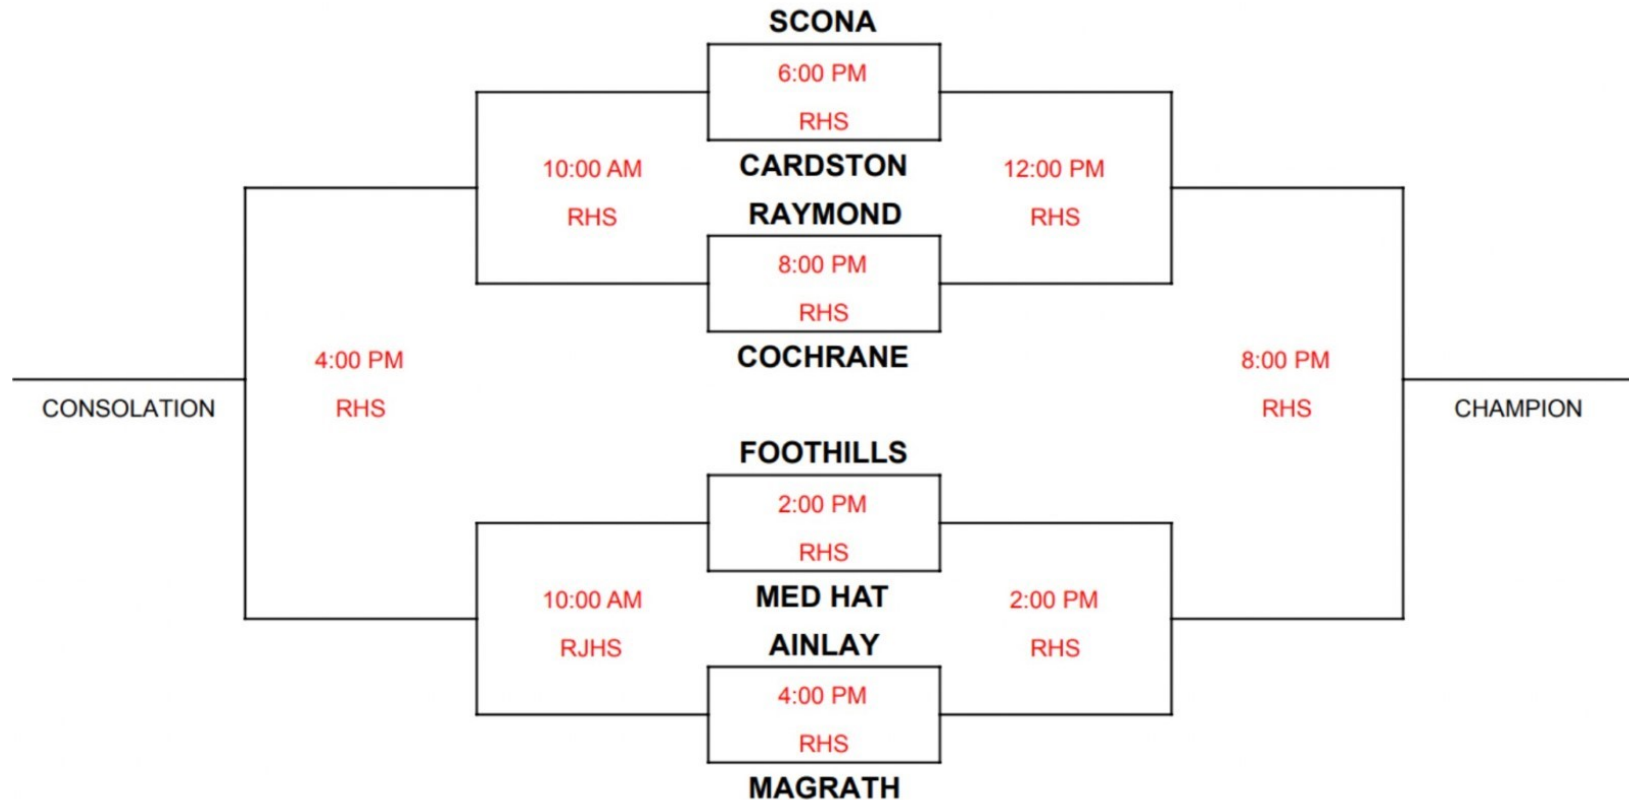 SCONA
6:00 PM
RHS
10:00 AM
CARDSTON
12:00 PM
RHS
RAYMOND
RHS
8:00 PM
RHS
COCHRANE
4:00 PM
8:00 PM
RHS
RHS
CONSOLATION
CHAMPION
FOOTHILLS
2:00 PM
RHS
10:00 AM
MED HAT
2:00 PM
RJHS
AINLAY
RHS
4:00 PM
RHS
MAGRATH